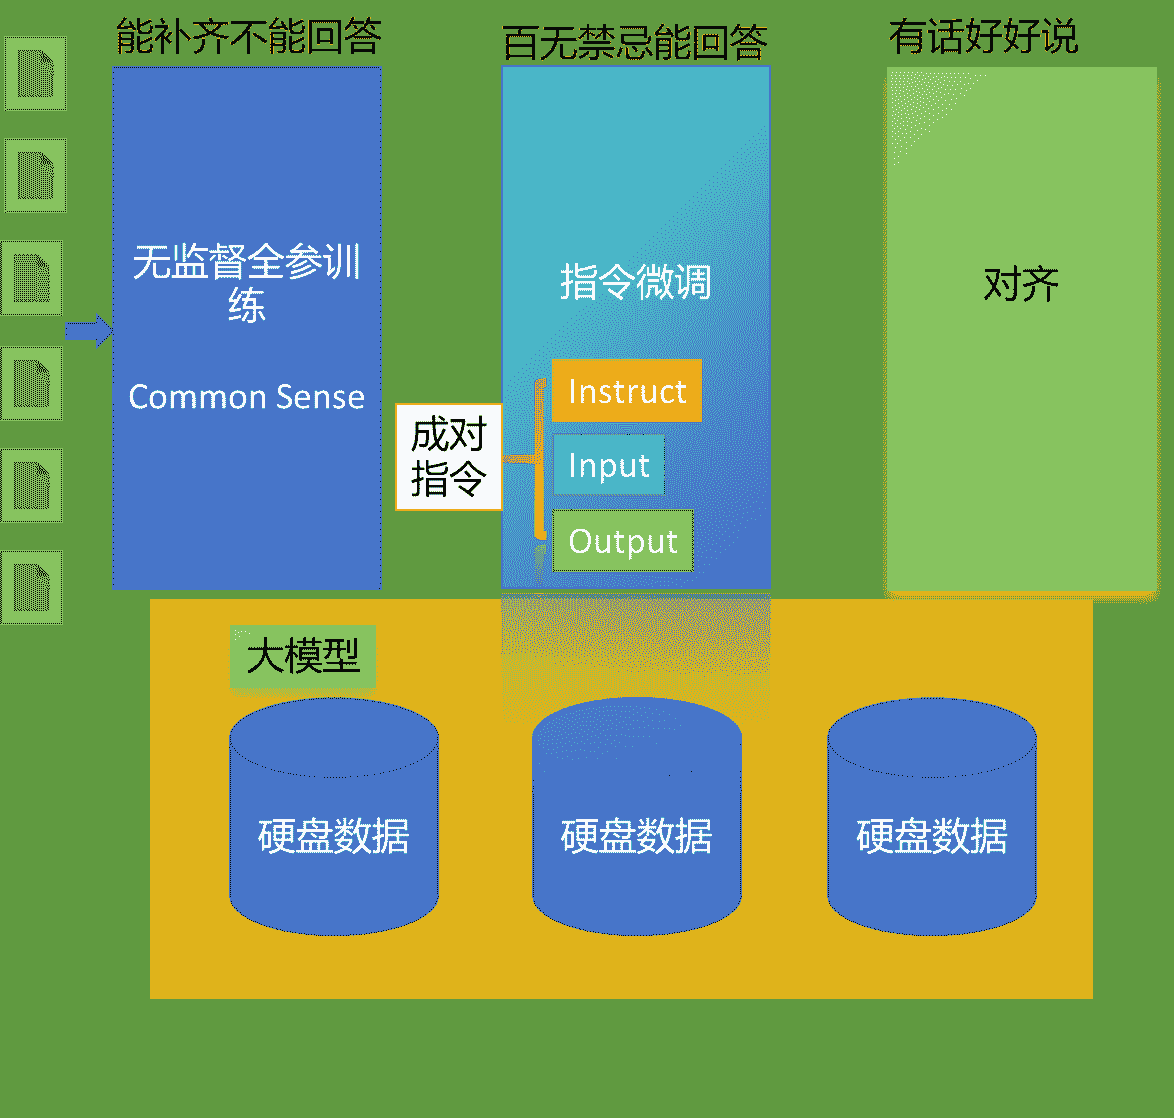 能补齐不能回答
百无禁忌能回答
有话好好说
无监督全参训
练
Common Sense
指令微调
对齐
成对
指令
Instruct
Input
Output
大模型
硬盘数据
硬盘数据
硬盘数据